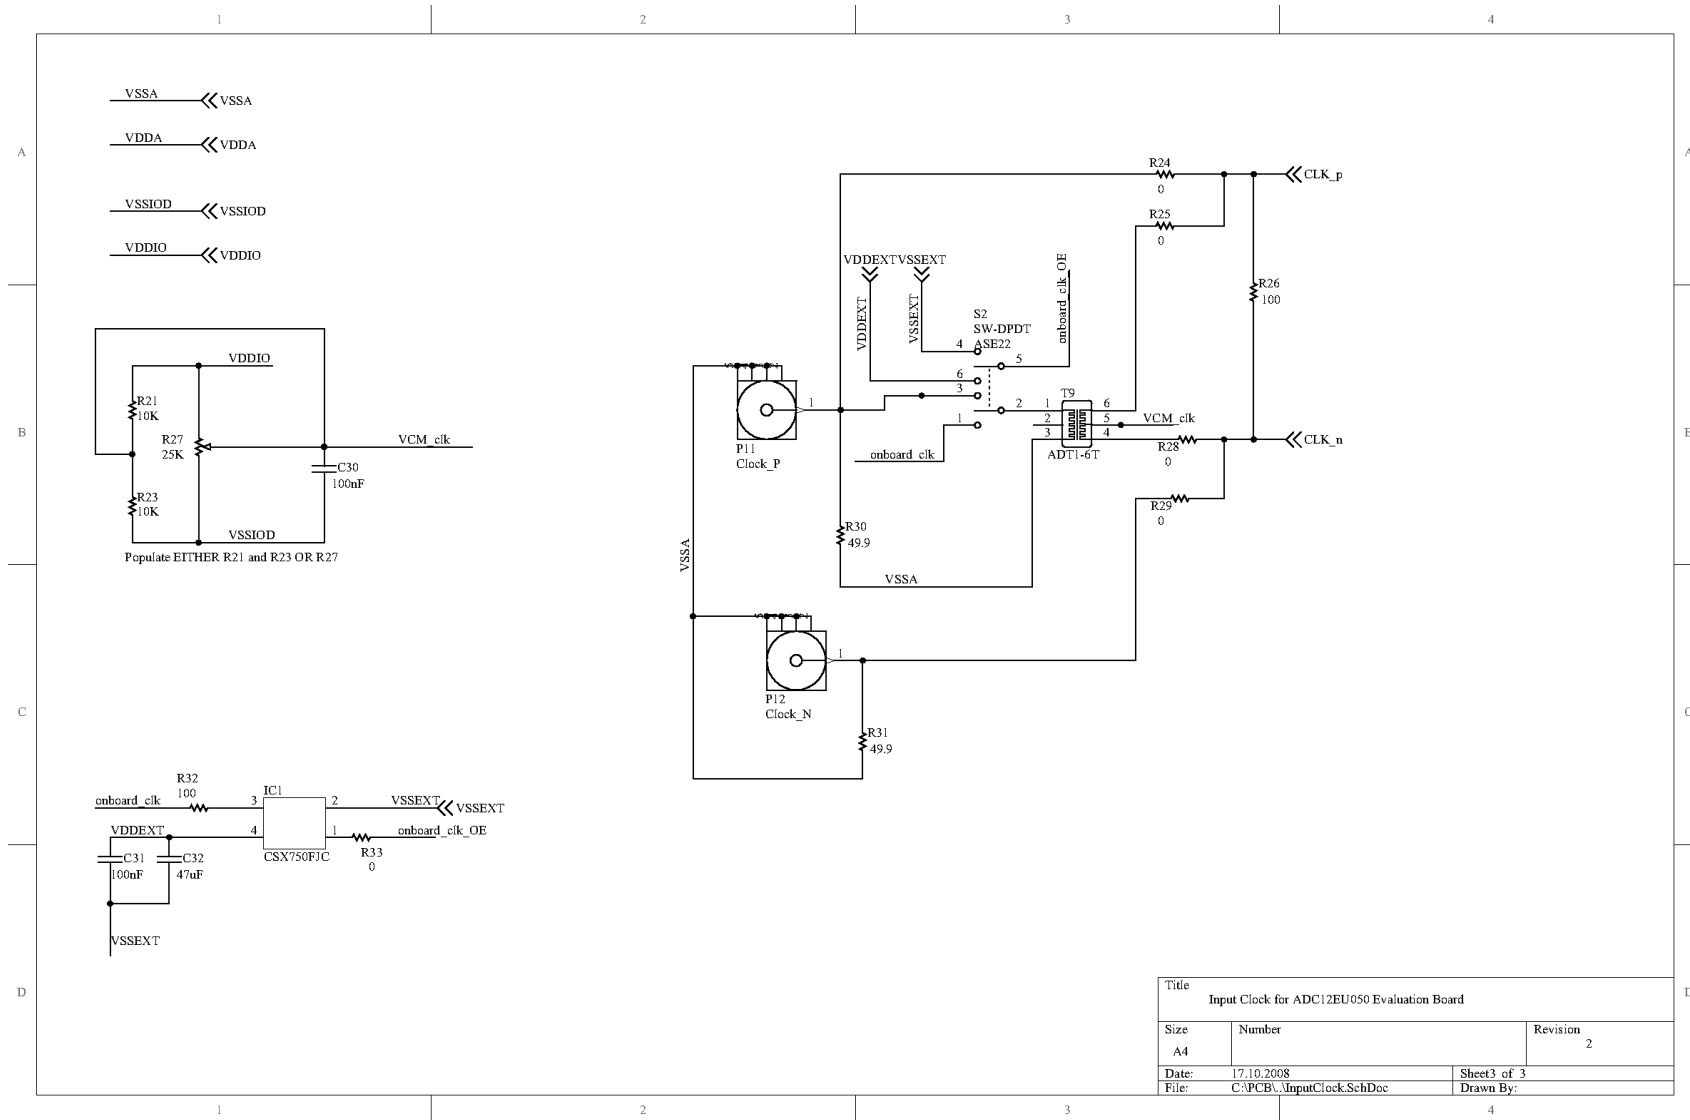 1 2 3 4
A A
VSSA VSSA
VDDA VDDA
VSSIOD VSSIOD
VDDIO VDDIO
R24
0
CLK_p
R25
0
VDDEXT VSSEXT
VDDEXT
VSSEXT
onboard_clk_OE
R26
100
S2
SW-DPDT
ASE22
4
5
6
3
2
1
T9
1 6
2 5 VCM_clk
3 4
ADT1-6T
CLK_n
R28
0
R29
0
onboard_clk
P11
Clock_P
1
R30
49.9
VSSA
VSSA
B
VDDIO
R21
10K
R27
25K
VCM_clk
C30
100nF
R23
10K
VSSIOD
Populate EITHER R21 and R23 OR R27
1
P12
Clock_N
C
R31
49.9
R32
100
IC1
onboard_clk 3 2 VSSEXT VSSEXT
VDDEXT 4 1 onboard_clk_OE
C31
100nF
C32
47uF
CSX750FJC
R33
0
VSSEXT
D
Title
Input Clock for ADC12EU050 Evaluation Board
Size Number Revision
A4 2
Date: 17.10.2008 Sheet3 of 3
File: C:\PCB\..\InputClock.SchDoc Drawn By:
1 2 3 4